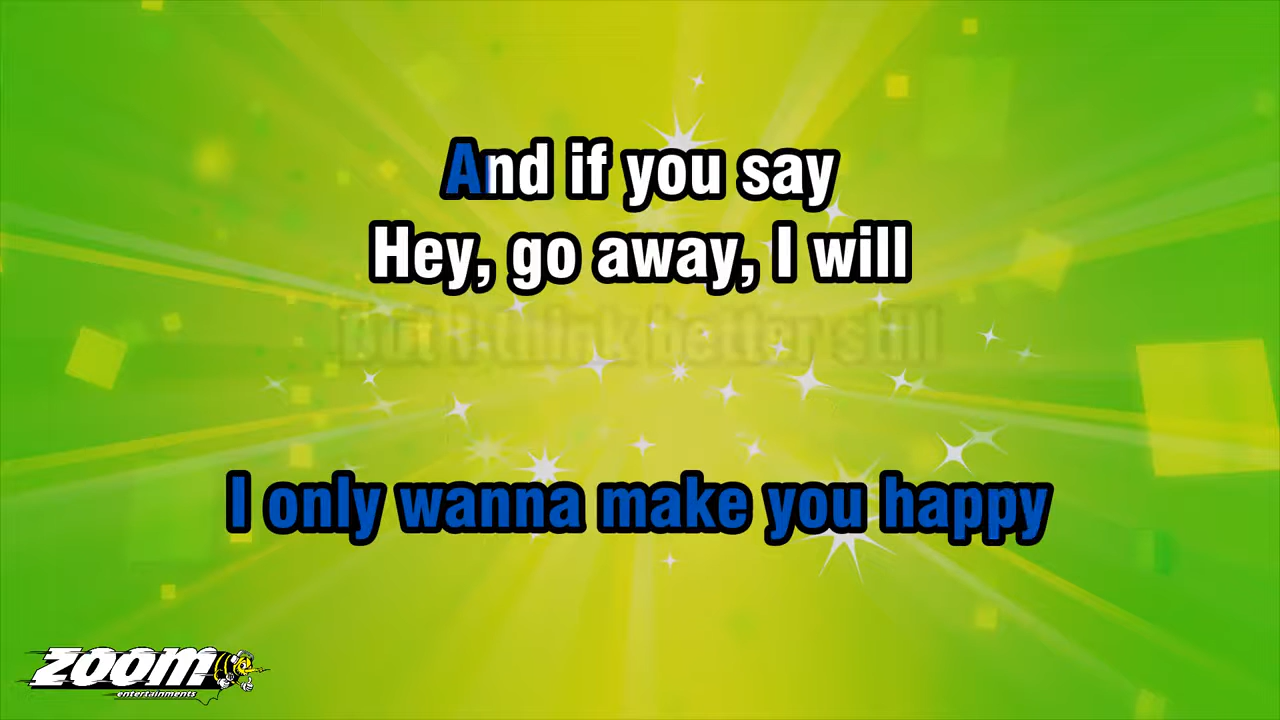 And if you say
Hey, go away, I will
But I think better still
I only wanna make you happy
ZOOM
entertainments